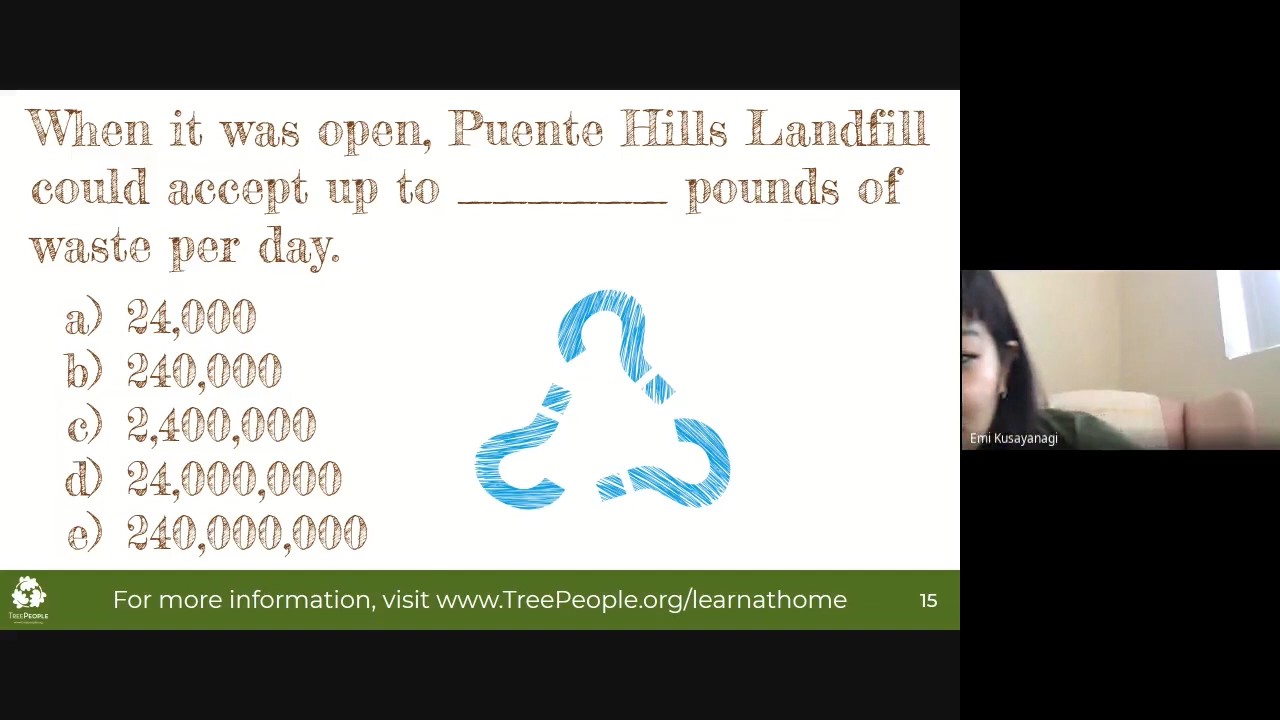 When it was open, Puente Hills Landfill
could accept up to ________ pounds of
waste per day.
a) 24,000
b) 240,000
c) 2,400,000
d) 24,000,000
e) 240,000,000
TREEPEOPLE
For more information, visit www.TreePeople.org/learnathome
15
Emi Kusayanagi